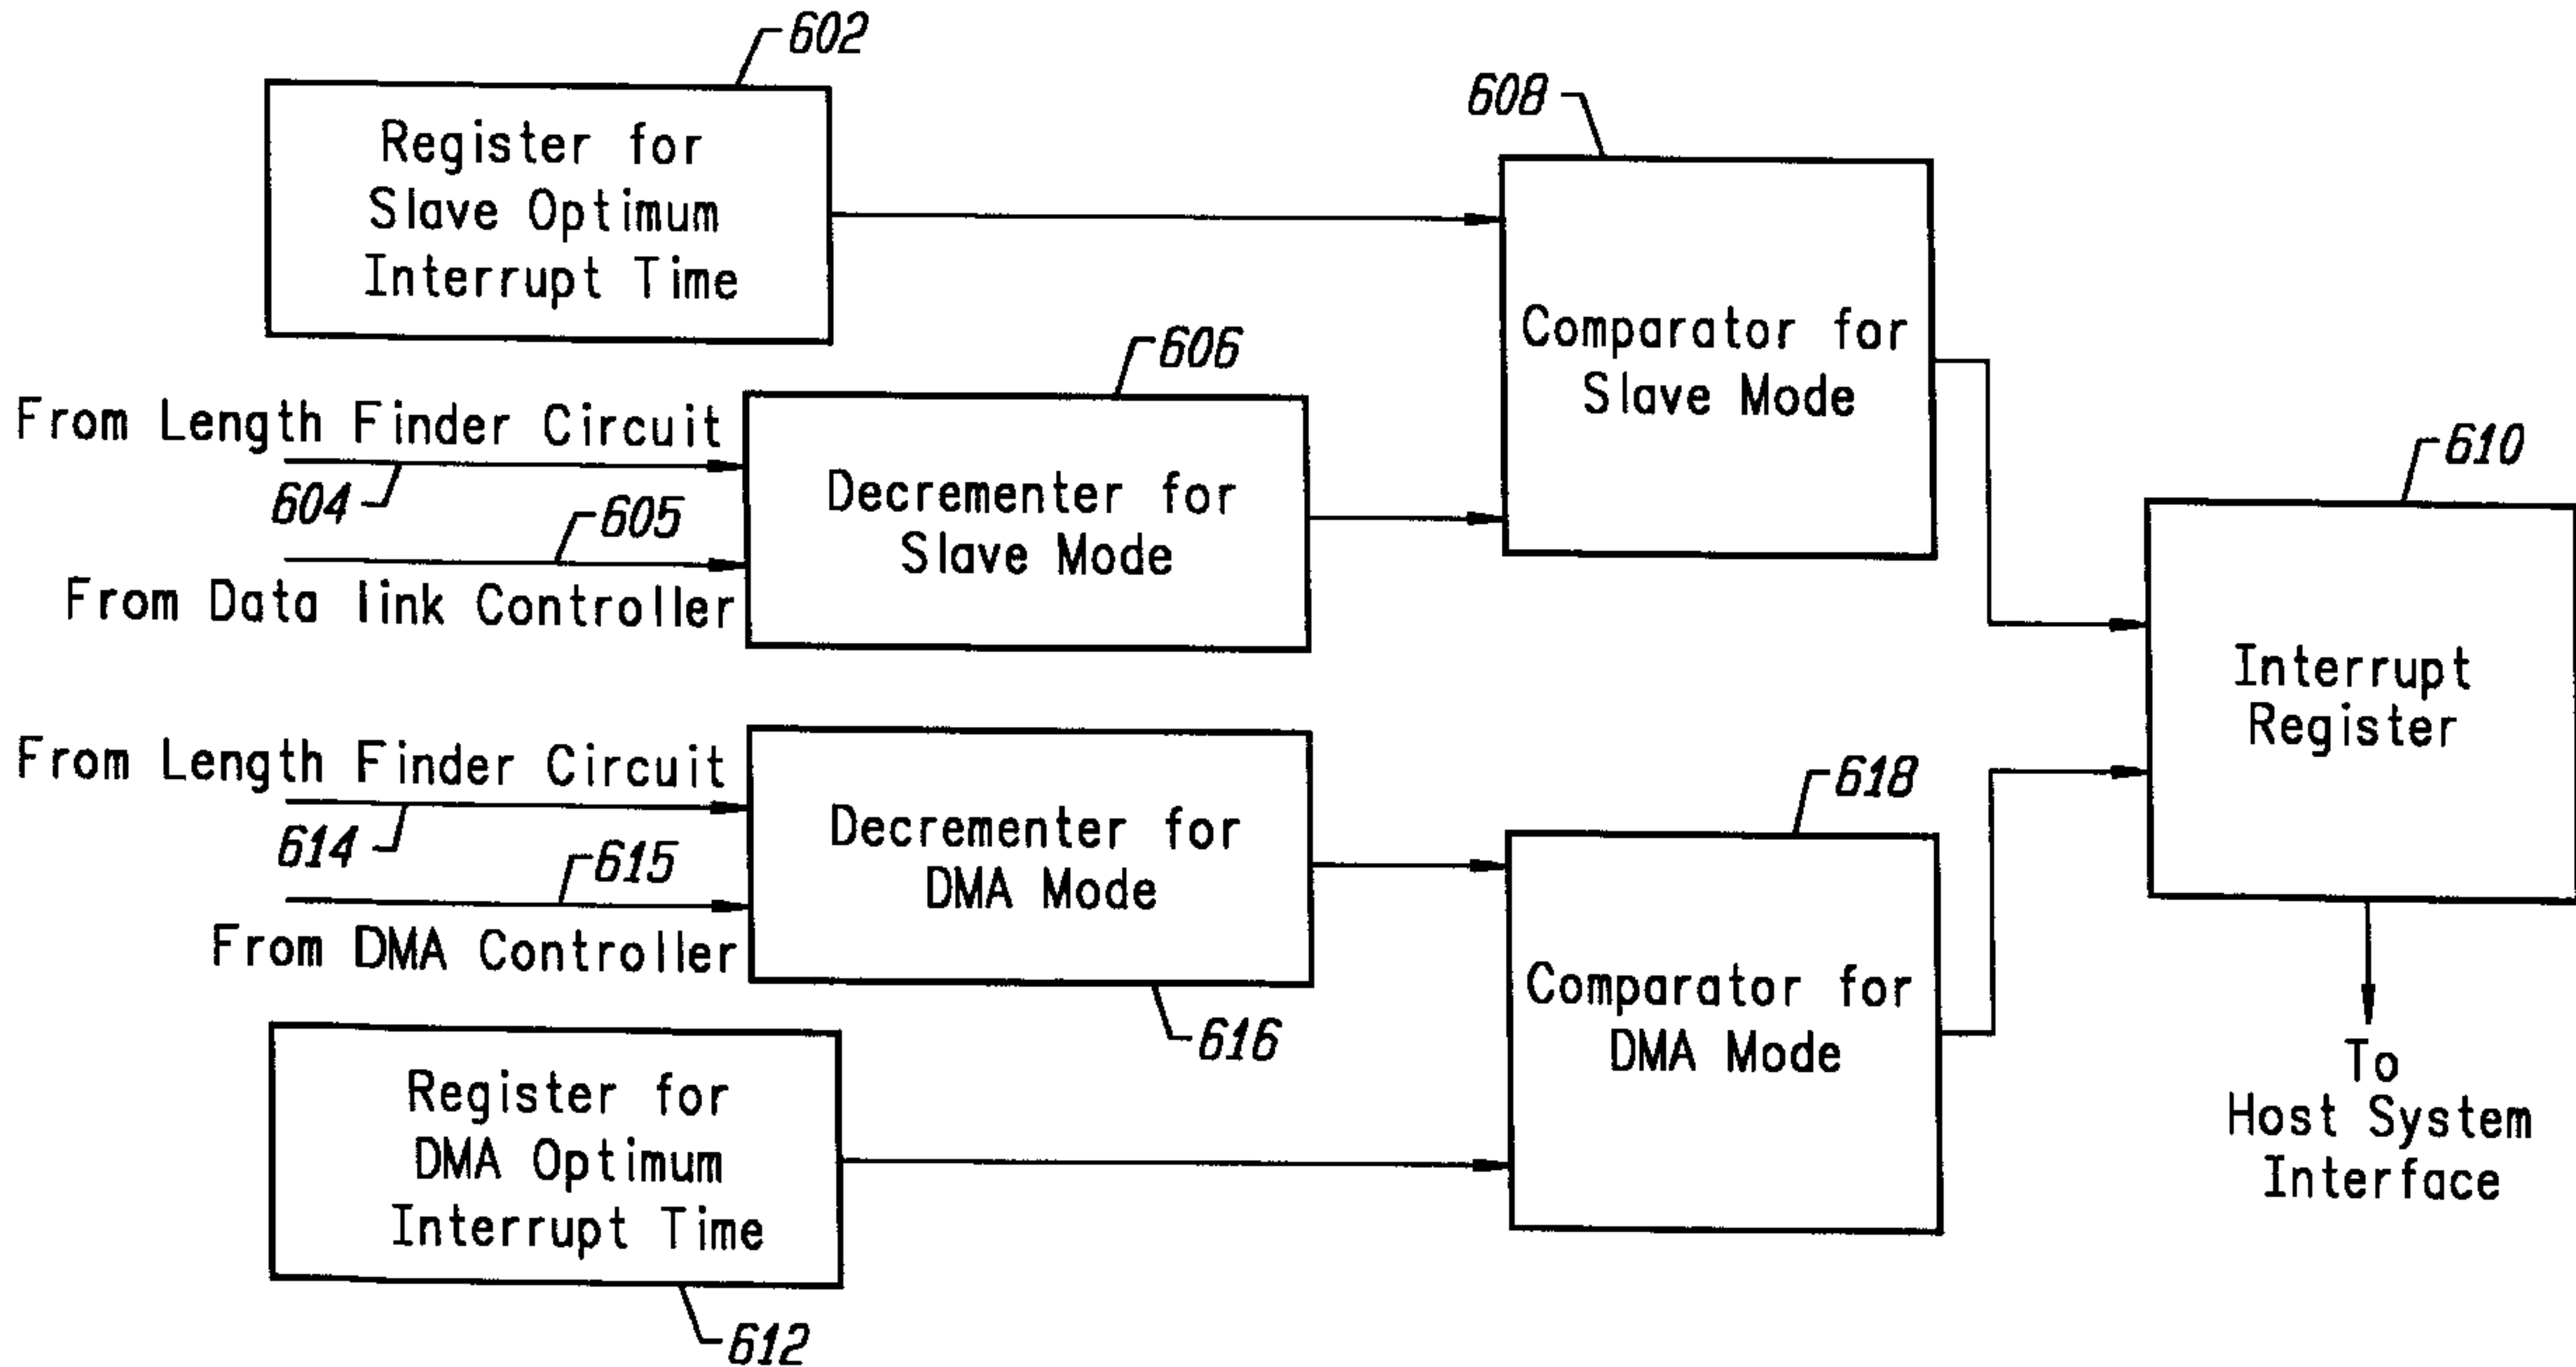 602
Register for
Slave Optimum
Interrupt Time
608
Comparator for
Slave Mode
606
From Length Finder Circuit
604
605
From Data link Controller
Decrementer for
Slave Mode
610
Interrupt
Register
From Length Finder Circuit
614
615
From DMA Controller
Decrementer for
DMA Mode
616
618
Comparator for
DMA Mode
Register for
DMA Optimum
Interrupt Time
612
To
Host System
Interface